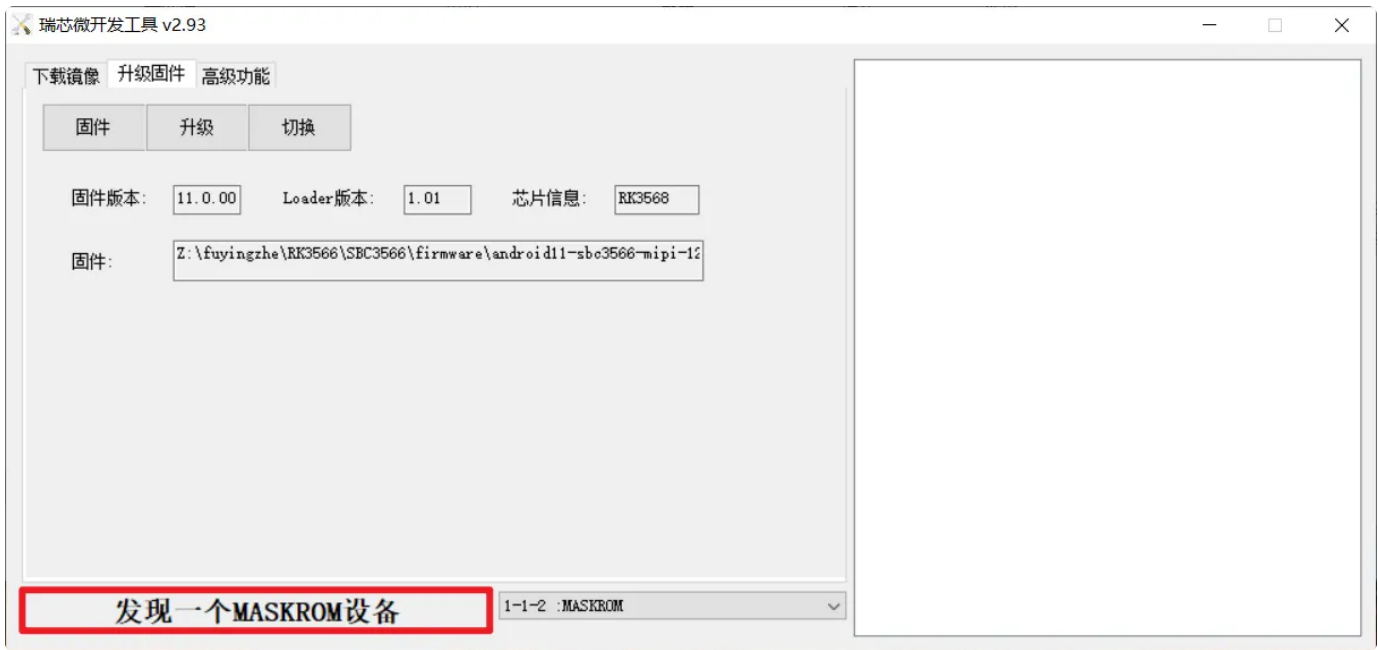 瑞芯微开发工具 v2.93
下载镜像 升级固件 高级功能
固件 升级 切换
固件版本: 11.0.00 Loader版本: 1.01 芯片信息: RK3568
固件: Z:\fuyingzhe\RK3566\SBC3566\firmware\android11-sbc3566-mipi-12
发现一个MASKROM设备 1-1-2 :MASKROM